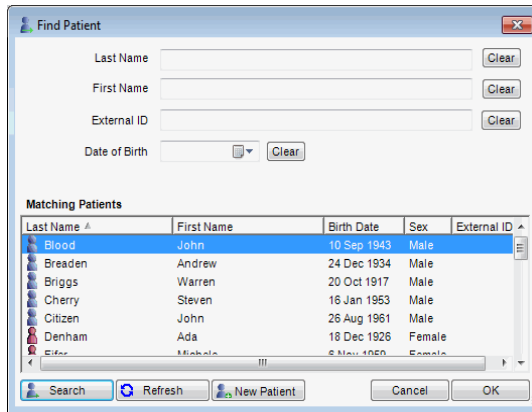 Find Patient
Last Name Clear
First Name Clear
External ID Clear
Date of Birth Clear
Matching Patients
Last Name First Name Birth Date Sex External ID
Blood John 10 Sep 1943 Male
Breaden Andrew 24 Dec 1934 Male
Briggs Warren 20 Oct 1917 Male
Cherry Steven 16 Jan 1953 Male
Citizen John 26 Aug 1961 Male
Denham Ada 18 Dec 1926 Female
Search Refresh New Patient Cancel OK